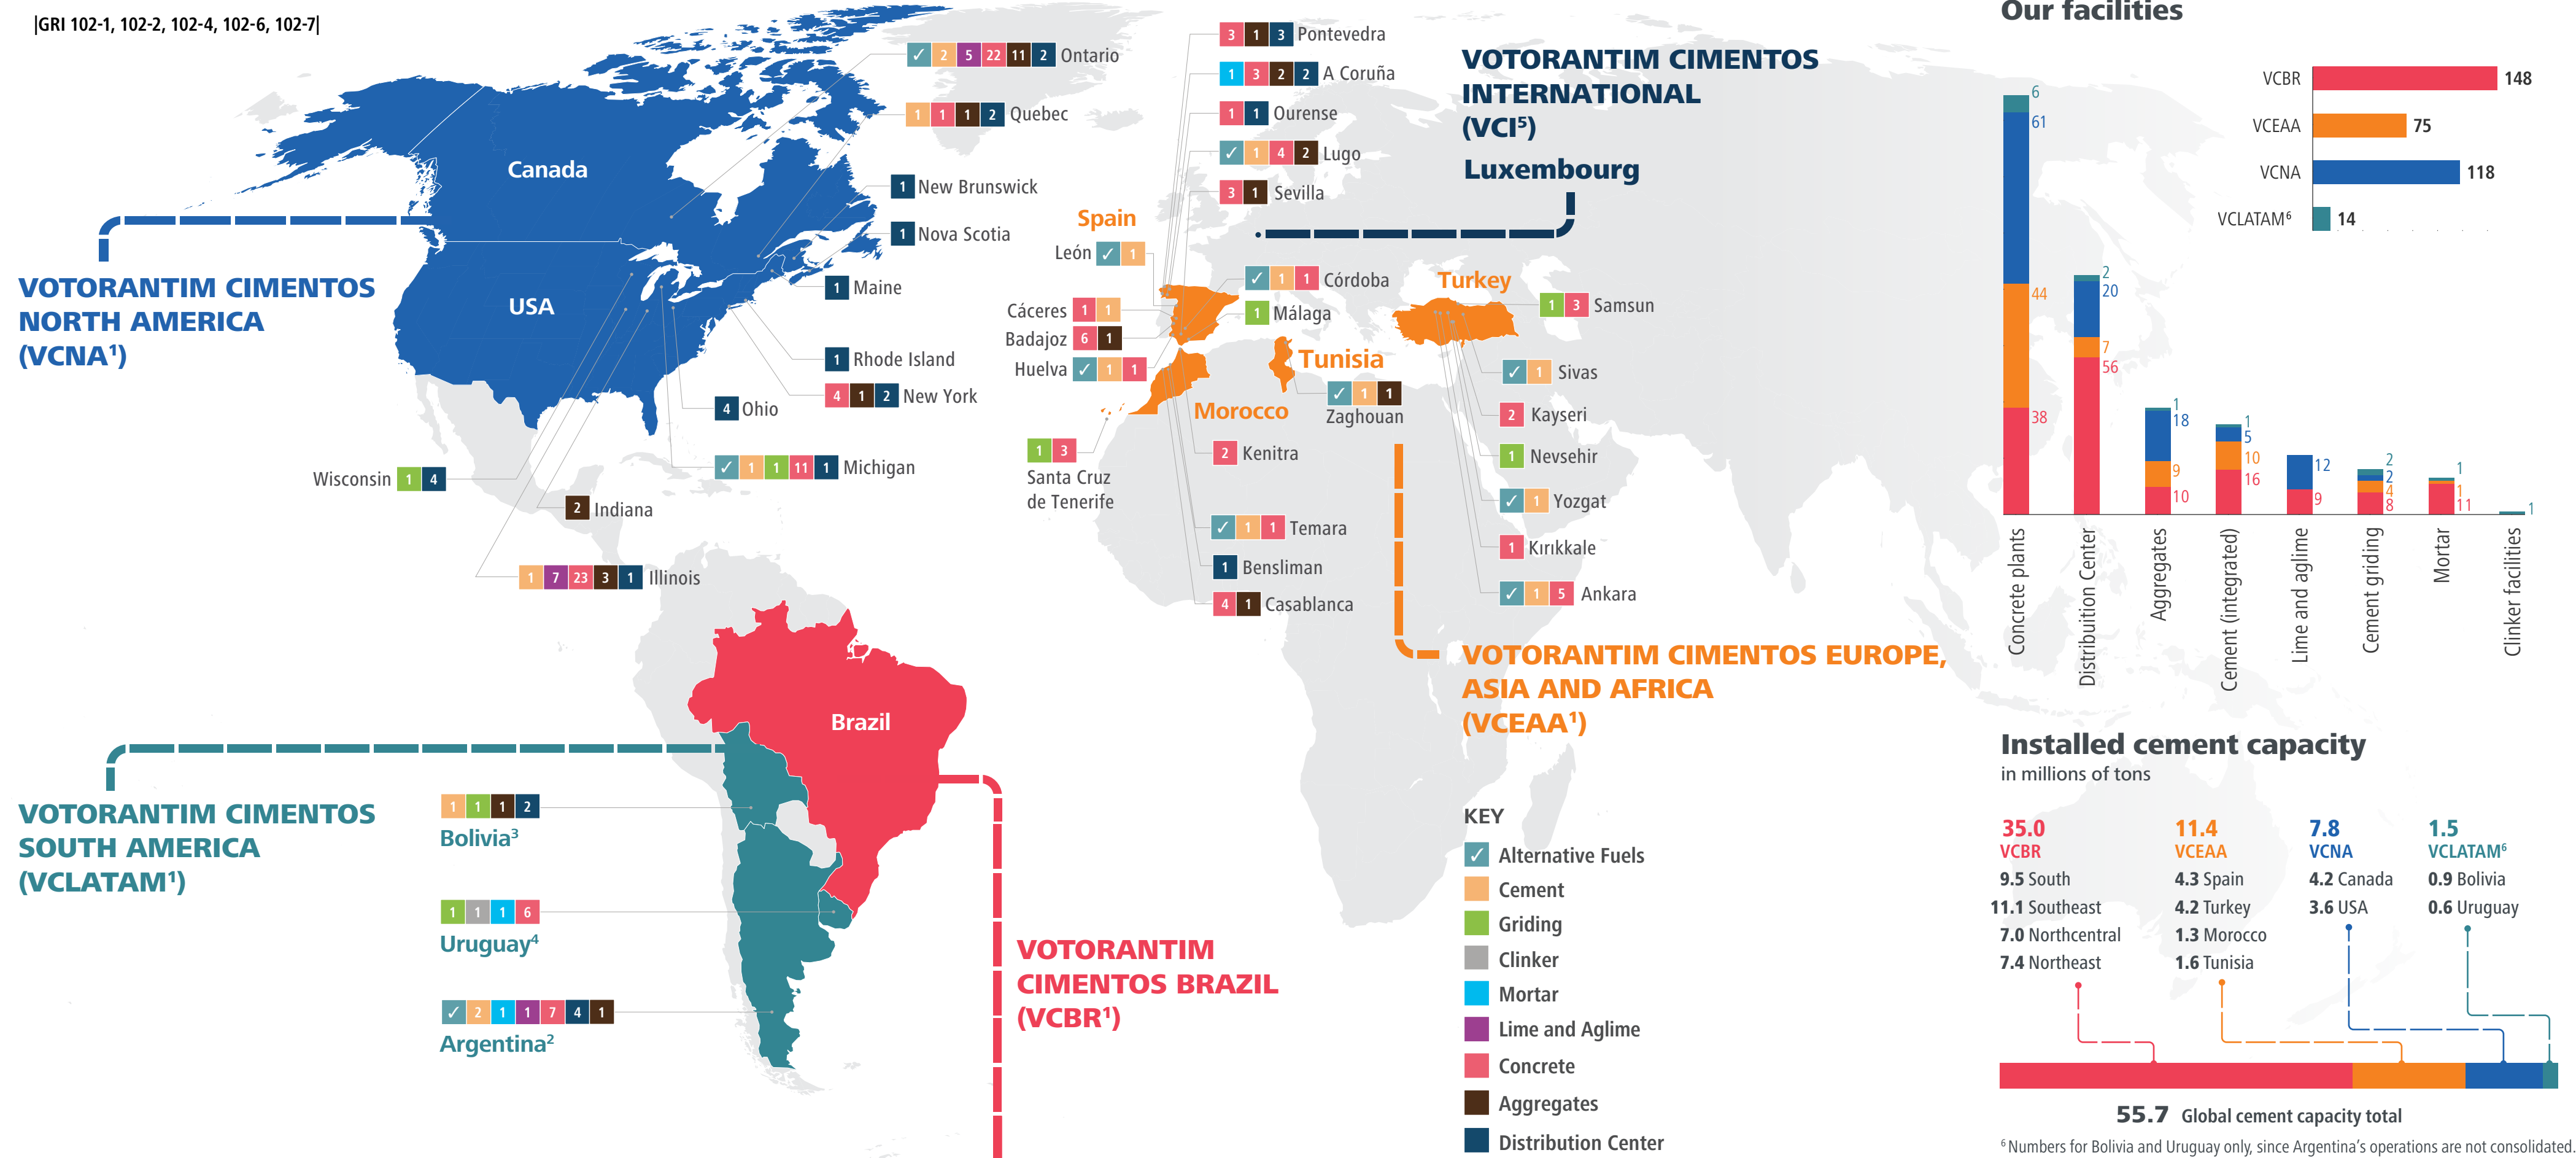 |GRI 102-1, 102-2, 102-4, 102-6, 102-7|
✓ 2 5 22 11 2 Ontario
1 1 1 2 Quebec
1 New Brunswick
1 Nova Scotia
1 Maine
1 Rhode Island
4 1 2 New York
4 Ohio
✓ 1 1 11 1 Michigan
Wisconsin 1 4
2 Indiana
1 7 23 3 1 Illinois
Canada
USA
VOTORANTIM CIMENTOS
NORTH AMERICA
(VCNA¹)
3 1 3 Pontevedra
1 3 2 2 A Coruña
1 1 Ourense
✓ 1 4 2 Lugo
3 1 Sevilla
Spain
León ✓ 1
Cáceres 1 1
Badajoz 6 1
Huelva ✓ 1 1
✓ 1 1 Córdoba
1 Málaga
1 3
Santa Cruz
de Tenerife
Morocco
2 Kenitra
✓ 1 1 Temara
1 Bensliman
4 1 Casablanca
Tunisia
✓ 1 1
Zaghouan
Turkey
1 3 Samsun
✓ 1 Sivas
2 Kayseri
1 Nevsehir
✓ 1 Yozgat
1 Kırıkkale
✓ 1 5 Ankara
VOTORANTIM CIMENTOS
INTERNATIONAL
(VCI⁵)
Luxembourg
VOTORANTIM CIMENTOS EUROPE,
ASIA AND AFRICA
(VCEAA¹)
Brazil
VOTORANTIM CIMENTOS
SOUTH AMERICA
(VCLATAM¹)
1 1 1 2
Bolivia³
1 1 1 6
Uruguay⁴
✓ 2 1 1 7 4 1
Argentina²
VOTORANTIM
CIMENTOS BRAZIL
(VCBR¹)
KEY
✓ Alternative Fuels
Cement
Griding
Clinker
Mortar
Lime and Aglime
Concrete
Aggregates
Distribution Center
Our facilities
VCBR 148
VCEAA 75
VCNA 118
VCLATAM⁶ 14
6
61
44
38
Concrete plants
2
20
7
56
Distribuition Center
1
18
9
10
Aggregates
1
5
10
16
Cement (integrated)
12
9
Lime and aglime
2
2
4
8
Cement griding
1
1
11
Mortar
1
Clinker facilities
Installed cement capacity
in millions of tons
35.0
VCBR
9.5 South
11.1 Southeast
7.0 Northcentral
7.4 Northeast
11.4
VCEAA
4.3 Spain
4.2 Turkey
1.3 Morocco
1.6 Tunisia
7.8
VCNA
4.2 Canada
3.6 USA
1.5
VCLATAM⁶
0.9 Bolivia
0.6 Uruguay
55.7 Global cement capacity total
⁶ Numbers for Bolivia and Uruguay only, since Argentina's operations are not consolidated.